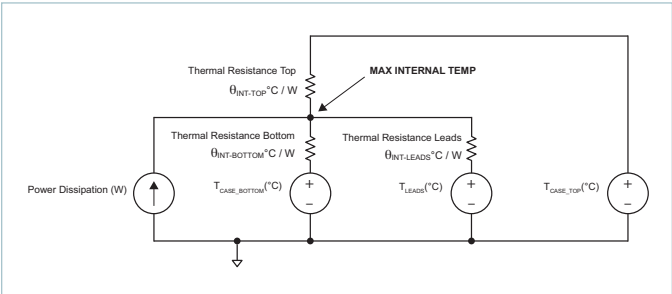 Thermal Resistance Top
θINT-TOP°C / W
MAX INTERNAL TEMP
Thermal Resistance Bottom
θINT-BOTTOM°C / W
Thermal Resistance Leads
θINT-LEADS°C / W
Power Dissipation (W)
TCASE_BOTTOM(°C)
+
–
TLEADS(°C)
+
–
TCASE_TOP(°C)
+
–